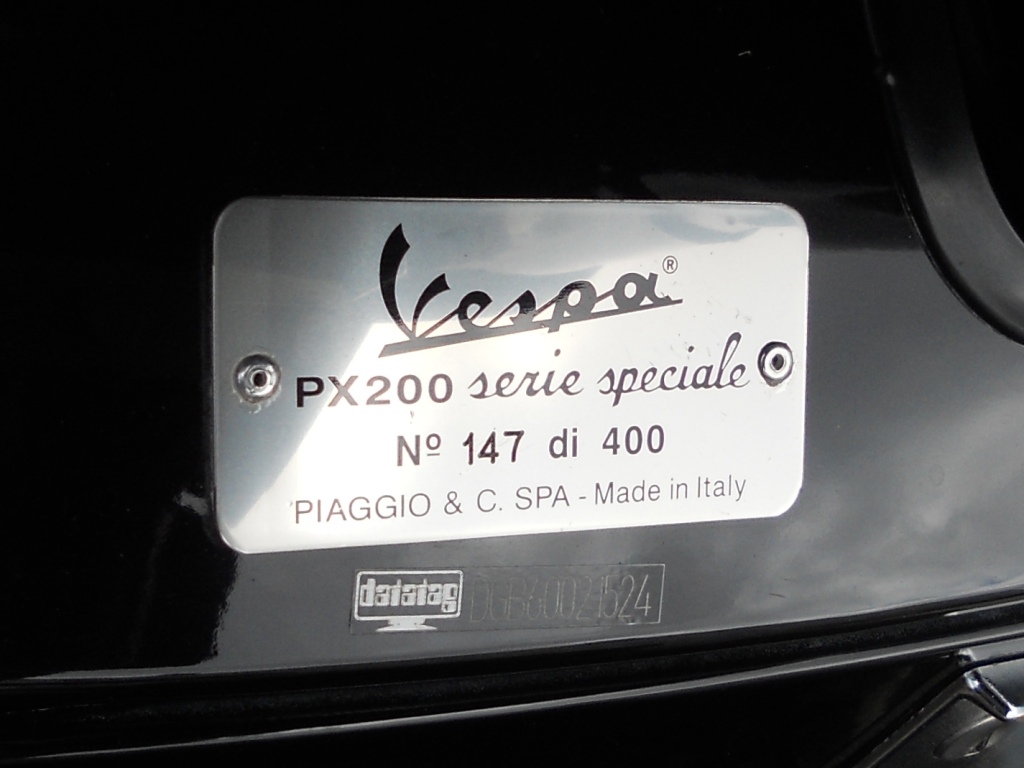 Vespa®
PX200 serie speciale
Nº 147 di 400
PIAGGIO & C. SPA - Made in Italy
datatag